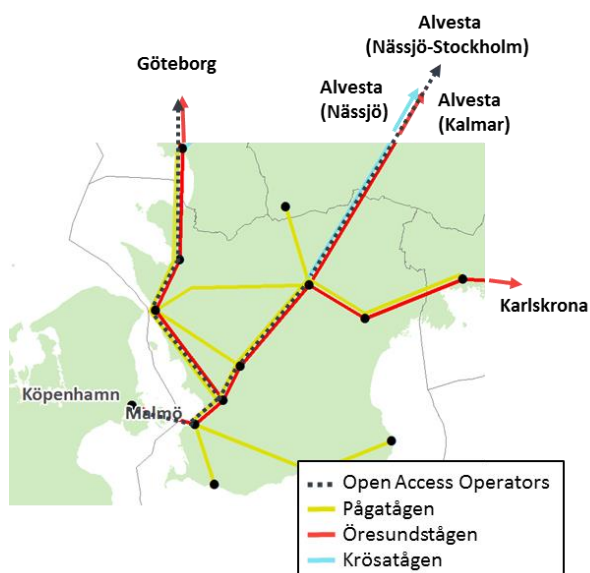 Alvesta
(Nässjö-Stockholm)
Göteborg
Alvesta
(Nässjö)
Alvesta
(Kalmar)
Karlskrona
Köpenhamn
Malmö
Open Access Operators
Pågatågen
Öresundstågen
Krösatågen